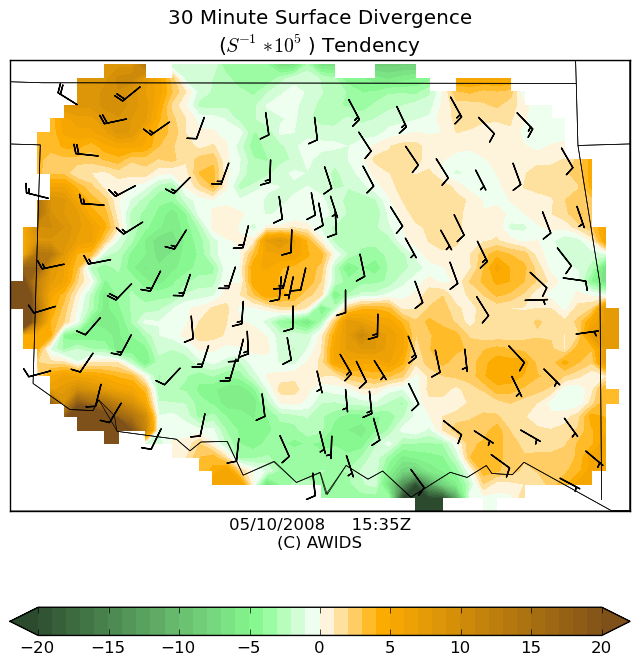 30 Minute Surface Divergence
(S⁻¹ *10⁵ ) Tendency
05/10/2008 15:35Z
(C) AWIDS
−20 −15 −10 −5 0 5 10 15 20